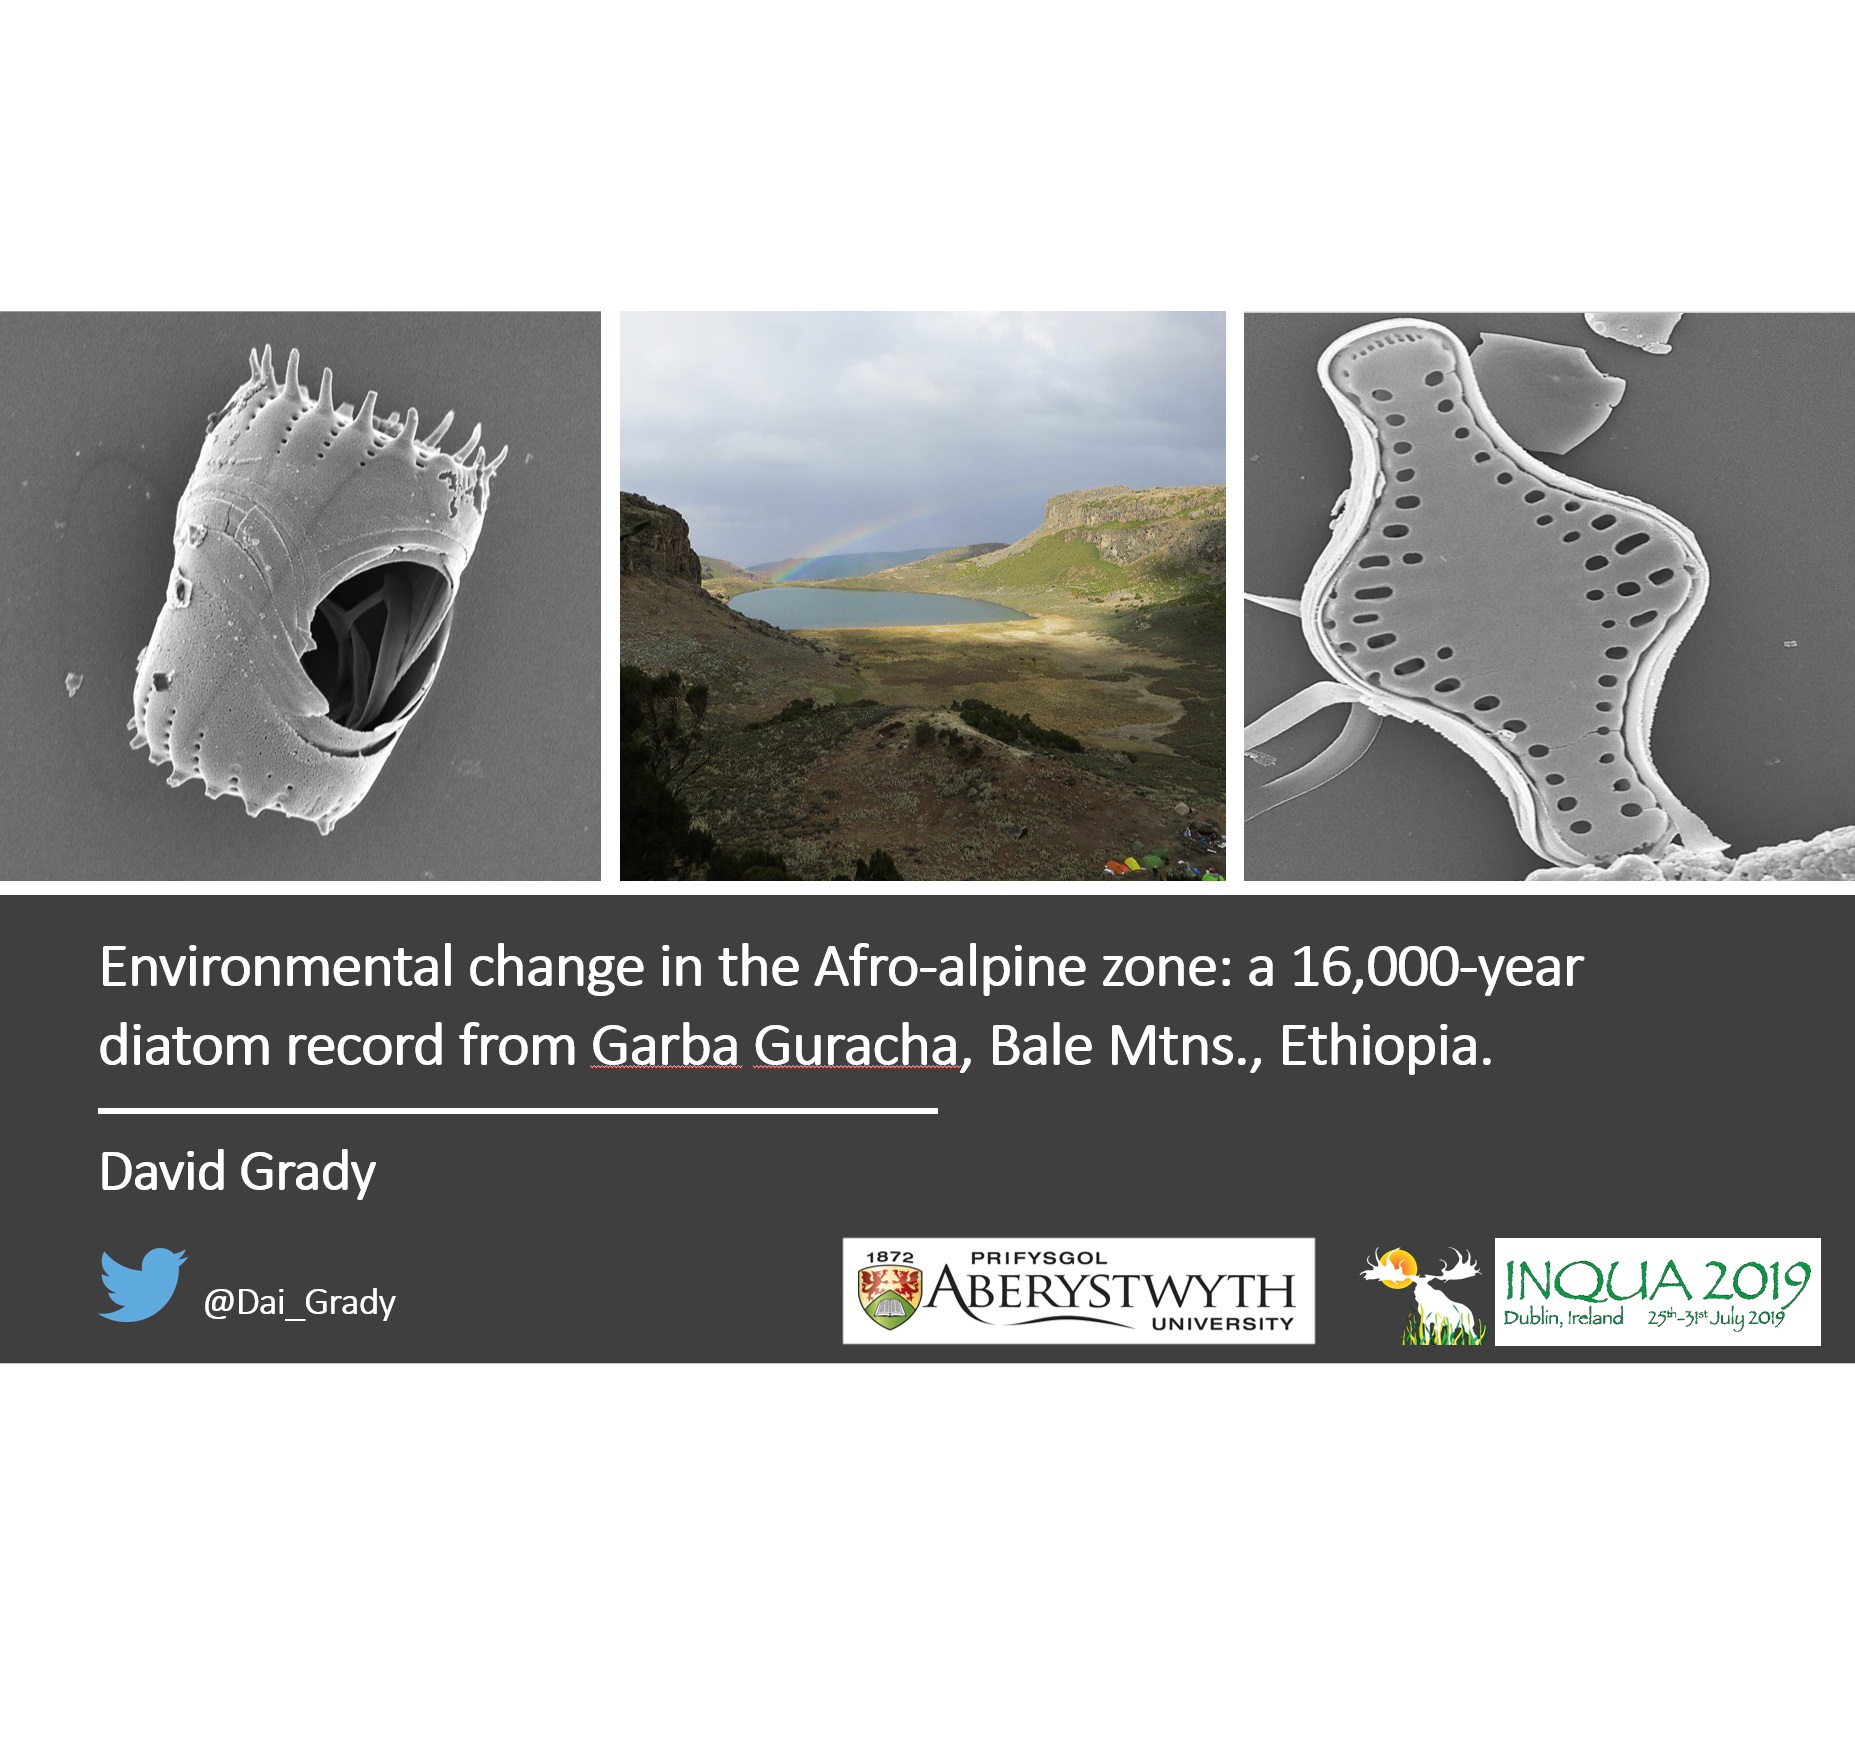 Environmental change in the Afro-alpine zone: a 16,000-year
diatom record from Garba Guracha, Bale Mtns., Ethiopia.
David Grady
@Dai_Grady
1872 PRIFYSGOL
ABERYSTWYTH
UNIVERSITY
INQUA 2019
Dublin, Ireland 25th-31st July 2019